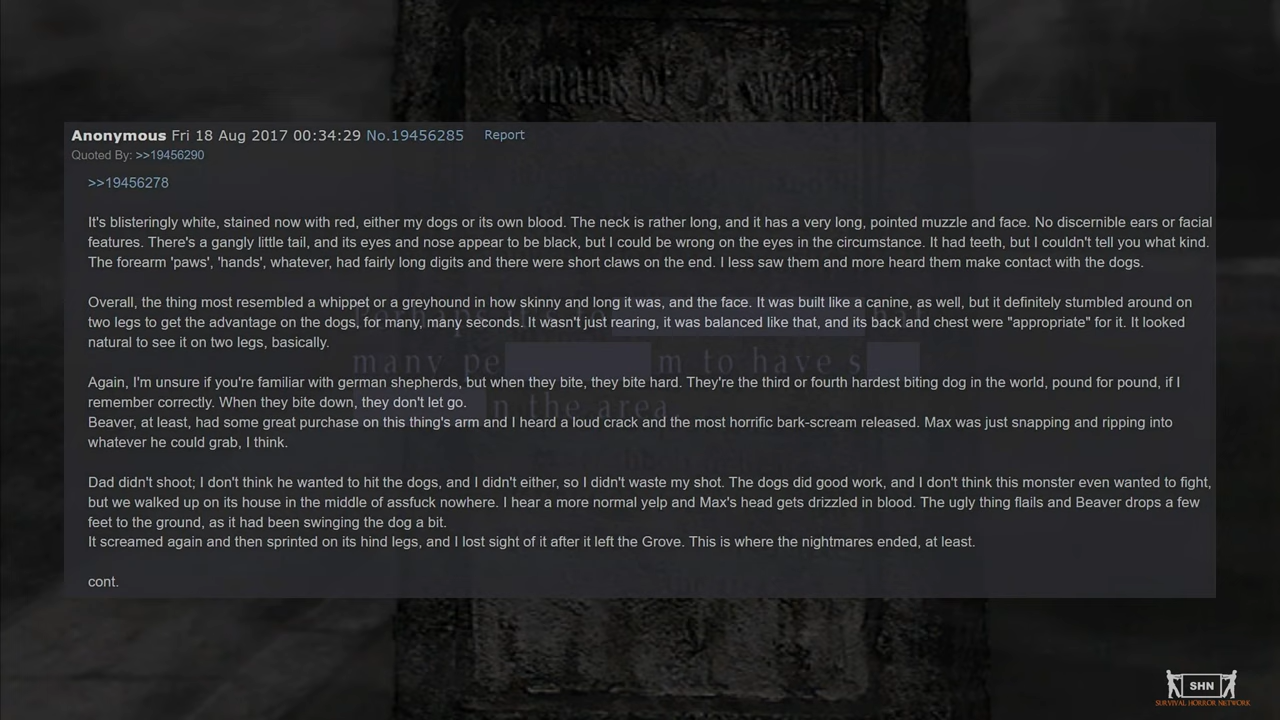 Remains of
Anonymous Fri 18 Aug 2017 00:34:29 No.19456285 Report
Quoted By: >>19456290
>>19456278
It's blisteringly white, stained now with red, either my dogs or its own blood. The neck is rather long, and it has a very long, pointed muzzle and face. No discernible ears or facial
features. There's a gangly little tail, and its eyes and nose appear to be black, but I could be wrong on the eyes in the circumstance. It had teeth, but I couldn't tell you what kind.
The forearm 'paws', 'hands', whatever, had fairly long digits and there were short claws on the end. I less saw them and more heard them make contact with the dogs.
Overall, the thing most resembled a whippet or a greyhound in how skinny and long it was, and the face. It was built like a canine, as well, but it definitely stumbled around on
two legs to get the advantage on the dogs, for many, many seconds. It wasn't just rearing, it was balanced like that, and its back and chest were "appropriate" for it. It looked
natural to see it on two legs, basically.
many pe m to have s
Again, I'm unsure if you're familiar with german shepherds, but when they bite, they bite hard. They're the third or fourth hardest biting dog in the world, pound for pound, if I
remember correctly. When they bite down, they don't let go.
n the area
Beaver, at least, had some great purchase on this thing's arm and I heard a loud crack and the most horrific bark-scream released. Max was just snapping and ripping into
whatever he could grab, I think.
Dad didn't shoot; I don't think he wanted to hit the dogs, and I didn't either, so I didn't waste my shot. The dogs did good work, and I don't think this monster even wanted to fight,
but we walked up on its house in the middle of assfuck nowhere. I hear a more normal yelp and Max's head gets drizzled in blood. The ugly thing flails and Beaver drops a few
feet to the ground, as it had been swinging the dog a bit.
It screamed again and then sprinted on its hind legs, and I lost sight of it after it left the Grove. This is where the nightmares ended, at least.
cont.
SHN
SURVIVAL HORROR NETWORK